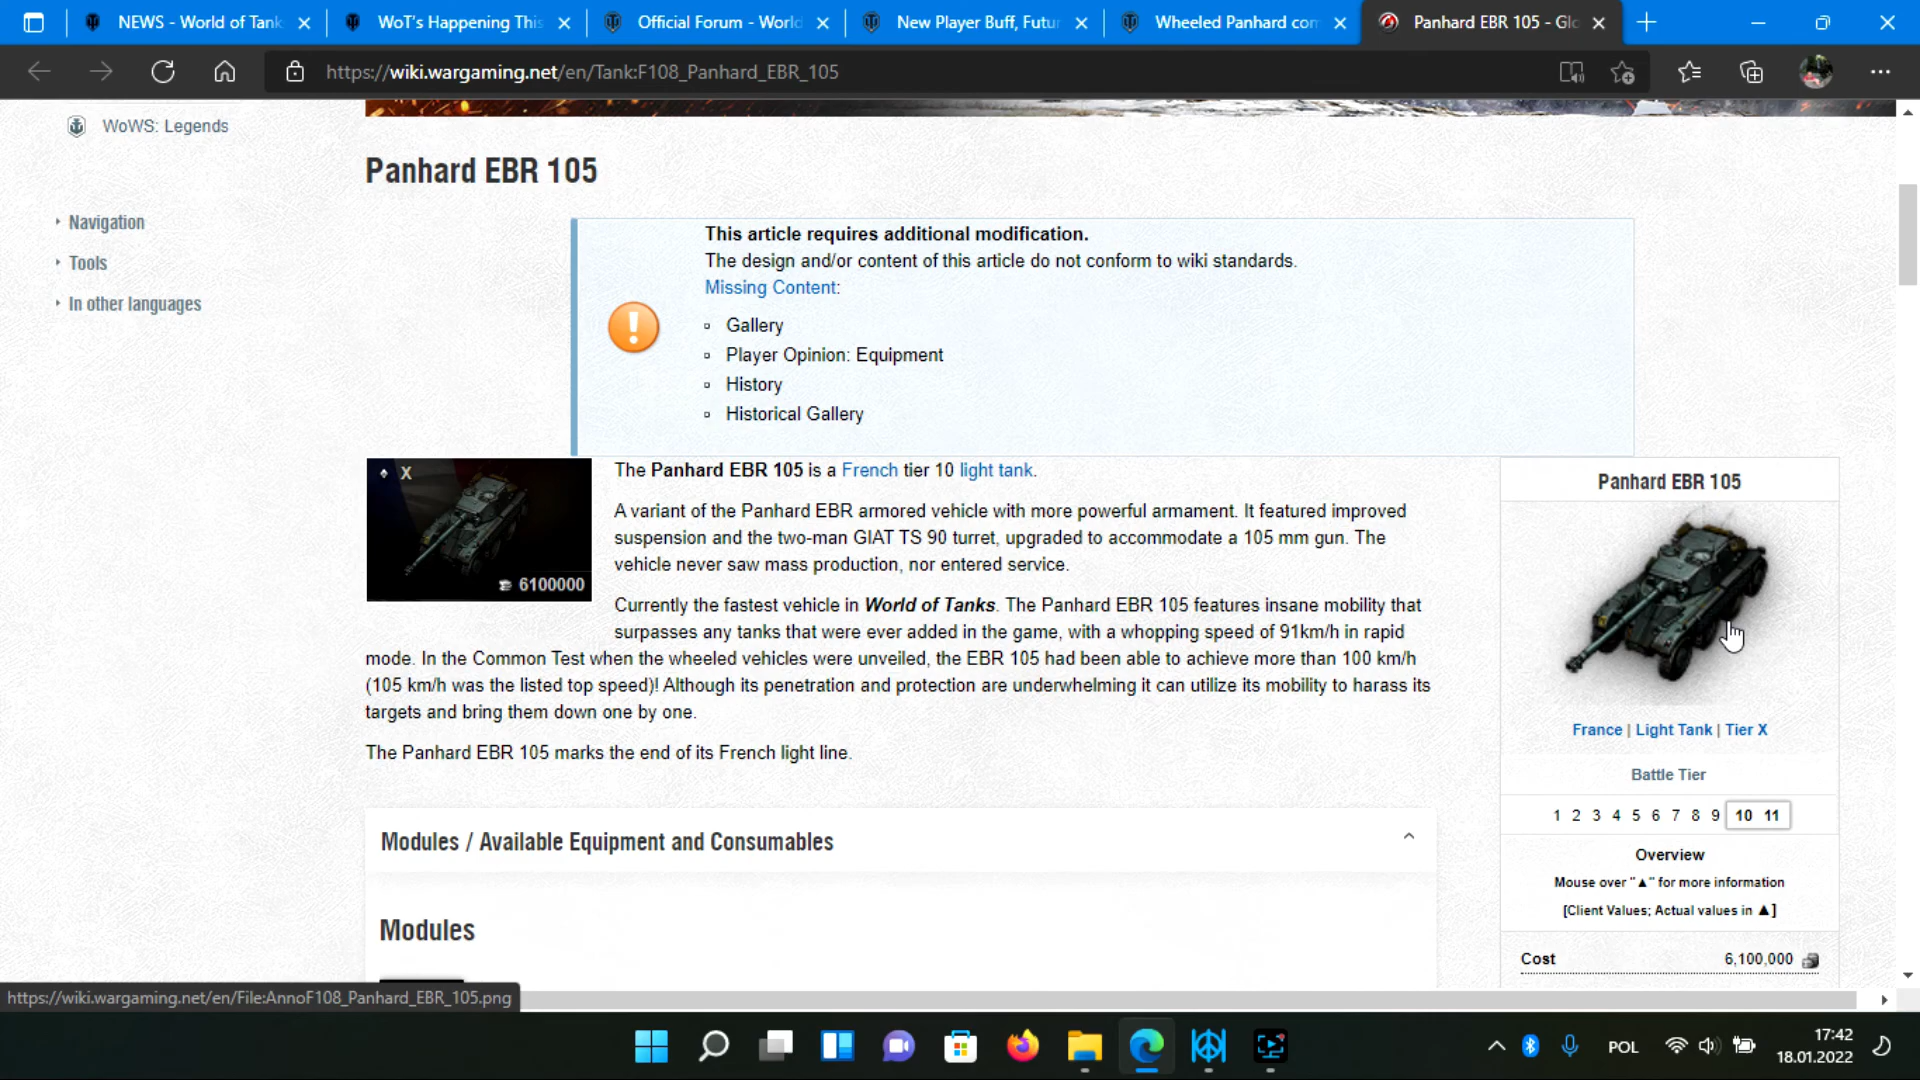 NEWS - World of Tank
WoT's Happening This
Official Forum - World
New Player Buff, Futur
Wheeled Panhard com
Panhard EBR 105 - Glo
https://wiki.wargaming.net/en/Tank:F108_Panhard_EBR_105
WoWS: Legends
Navigation
Tools
In other languages
Panhard EBR 105
This article requires additional modification.
The design and/or content of this article do not conform to wiki standards.
Missing Content:
Gallery
Player Opinion: Equipment
History
Historical Gallery
X
6100000
The Panhard EBR 105 is a French tier 10 light tank.
A variant of the Panhard EBR armored vehicle with more powerful armament. It featured improved
suspension and the two-man GIAT TS 90 turret, upgraded to accommodate a 105 mm gun. The
vehicle never saw mass production, nor entered service.
Currently the fastest vehicle in World of Tanks. The Panhard EBR 105 features insane mobility that
surpasses any tanks that were ever added in the game, with a whopping speed of 91km/h in rapid
mode. In the Common Test when the wheeled vehicles were unveiled, the EBR 105 had been able to achieve more than 100 km/h
(105 km/h was the listed top speed)! Although its penetration and protection are underwhelming it can utilize its mobility to harass its
targets and bring them down one by one.
The Panhard EBR 105 marks the end of its French light line.
Modules / Available Equipment and Consumables
Modules
Panhard EBR 105
France | Light Tank | Tier X
Battle Tier
1 2 3 4 5 6 7 8 9 10 11
Overview
Mouse over "▲" for more information
[Client Values; Actual values in ▲]
Cost 6,100,000
https://wiki.wargaming.net/en/File:AnnoF108_Panhard_EBR_105.png
POL
17:42
18.01.2022